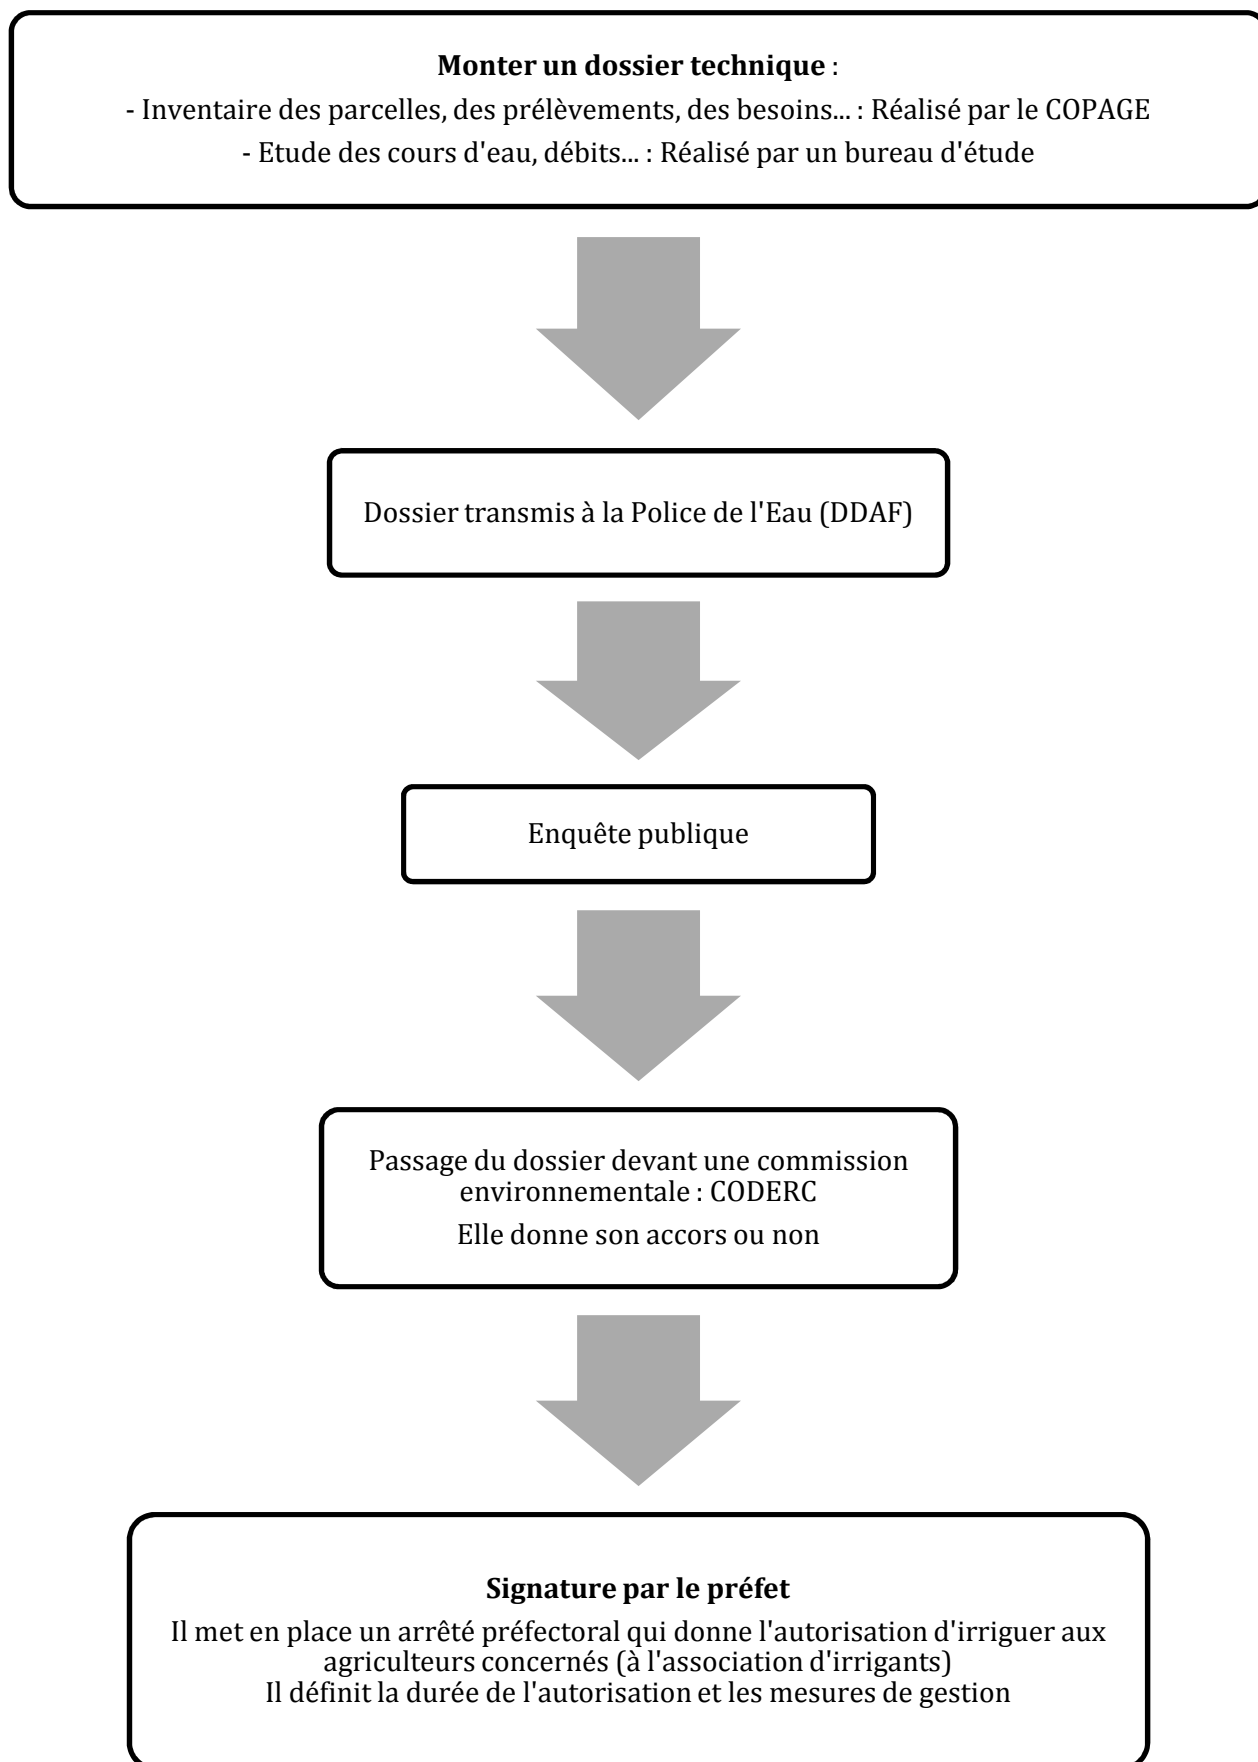 Monter un dossier technique :
- Inventaire des parcelles, des prélèvements, des besoins... : Réalisé par le COPAGE
- Etude des cours d'eau, débits... : Réalisé par un bureau d'étude
Dossier transmis à la Police de l'Eau (DDAF)
Enquête publique
Passage du dossier devant une commission
environnementale : CODERC
Elle donne son accors ou non
Signature par le préfet
Il met en place un arrêté préfectoral qui donne l'autorisation d'irriguer aux
agriculteurs concernés (à l'association d'irrigants)
Il définit la durée de l'autorisation et les mesures de gestion